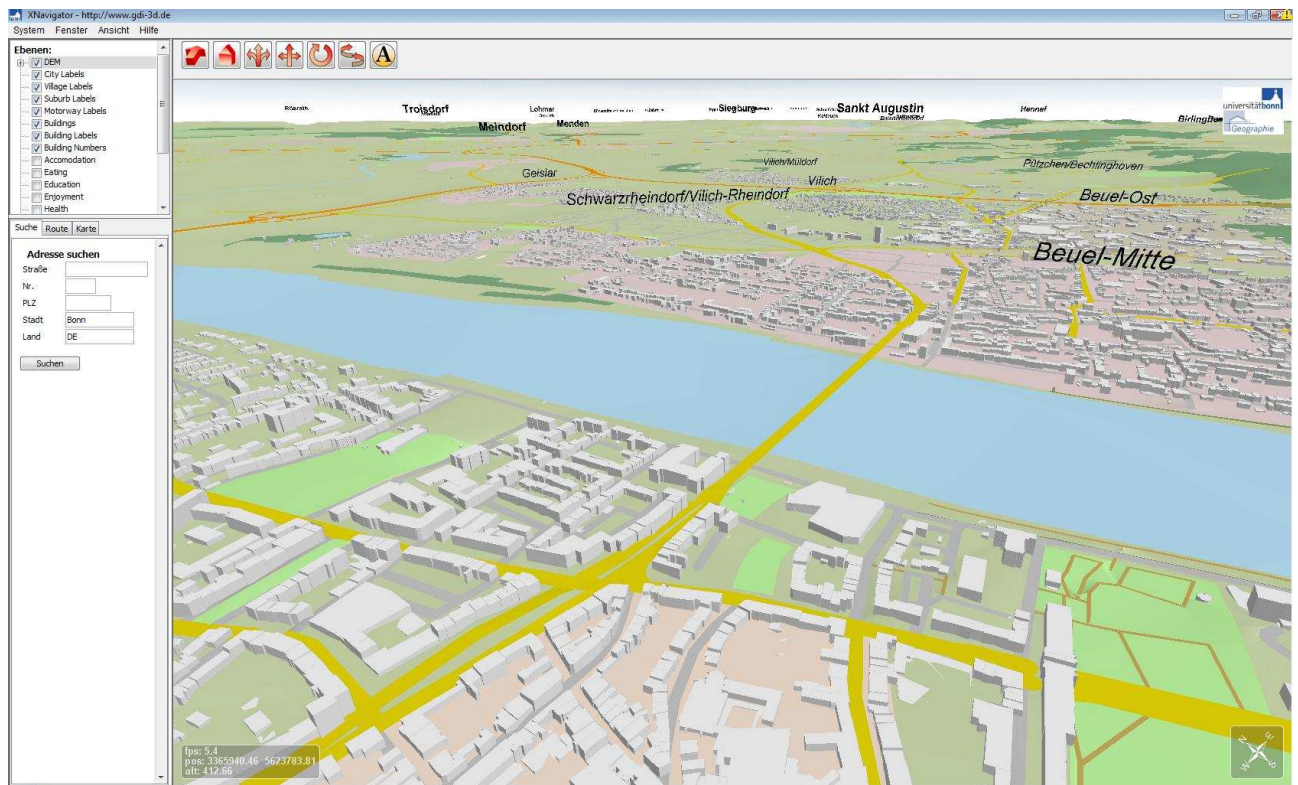 XNavigator - http://www.gdi-3d.de
System Fenster Ansicht Hilfe
Ebenen:
DEM
City Labels
Village Labels
Suburb Labels
Motorway Labels
Buildings
Building Labels
Building Numbers
Accomodation
Eating
Education
Enjoyment
Health
Suche Route Karte
Adresse suchen
Straße
Nr.
PLZ
Stadt Bonn
Land DE
Suchen
A
Troisdorf Lohmar Siegburg Sankt Augustin Hennef
Meindorf Menden
universitätbonn
Geographie
Vilich/Müldorf Pützchen/Bechlinghoven
Geislar Vilich
Schwarzrheindorf/Vilich-Rheindorf Beuel-Ost
Beuel-Mitte
fps: 5.4
pos: 3365940.46 5623783.81
alt: 412.66
N E
W S